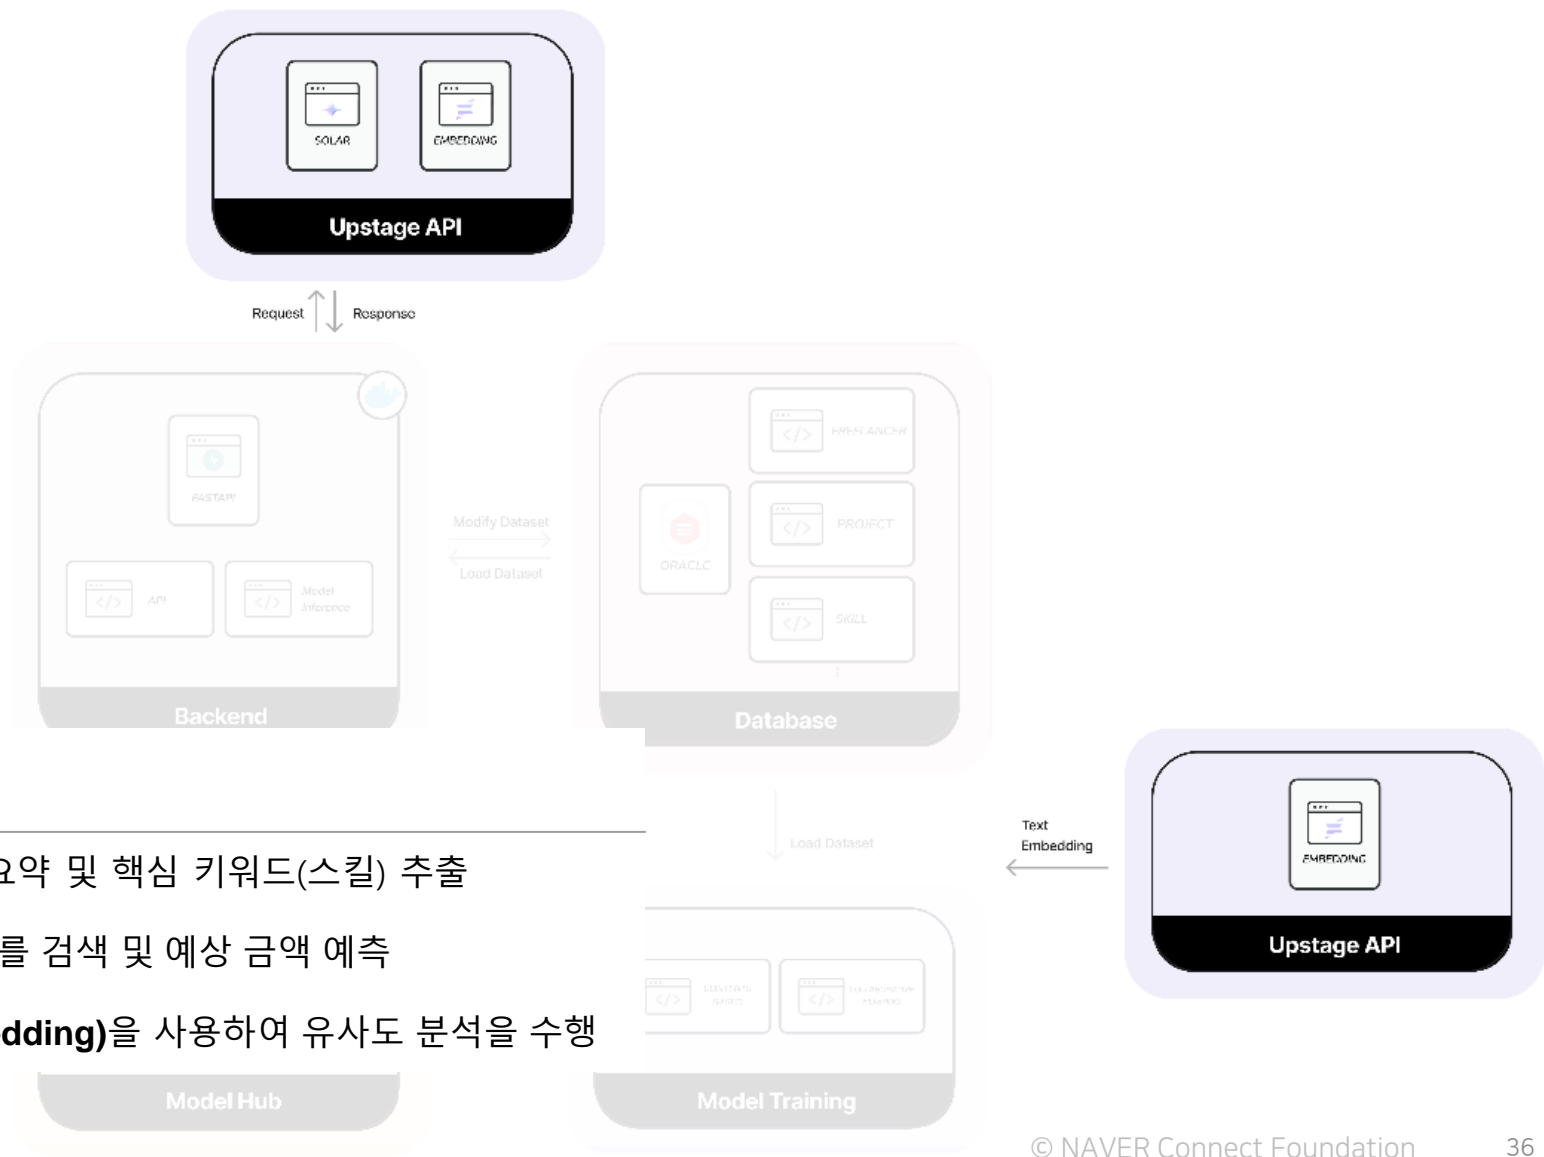 SOLAR
EMBEDDING
Upstage API
Request
Response
FASTAPI
API
Model
Inference
Backend
Modify Dataset
Load Dataset
ORACLE
FREELANCER
PROJECT
SKILL
Database
Load Dataset
Text
Embedding
EMBEDDING
Upstage API
요약 및 핵심 키워드(스킬) 추출
를 검색 및 예상 금액 예측
dding)을 사용하여 유사도 분석을 수행
Model Hub
Model Training
© NAVER Connect Foundation
36